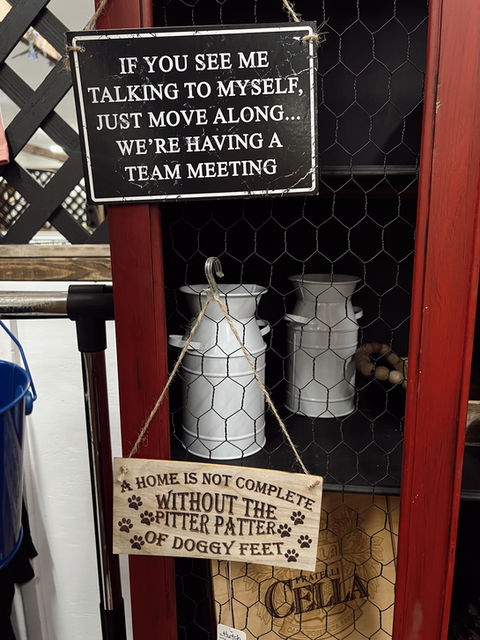 IF YOU SEE ME
TALKING TO MYSELF,
JUST MOVE ALONG...
WE'RE HAVING A
TEAM MEETING
A HOME IS NOT COMPLETE
WITHOUT THE
PITTER PATTER
OF DOGGY FEET
FRATELLI
CELLA